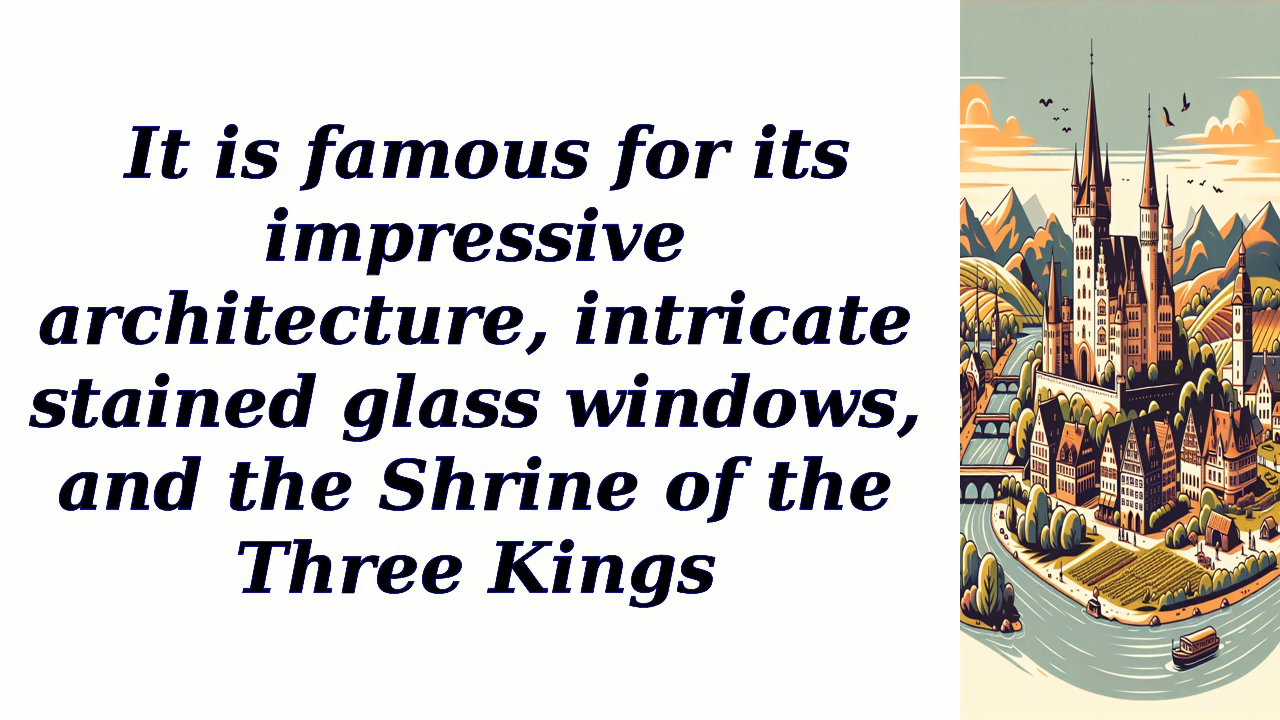 It is famous for its
impressive
architecture, intricate
stained glass windows,
and the Shrine of the
Three Kings